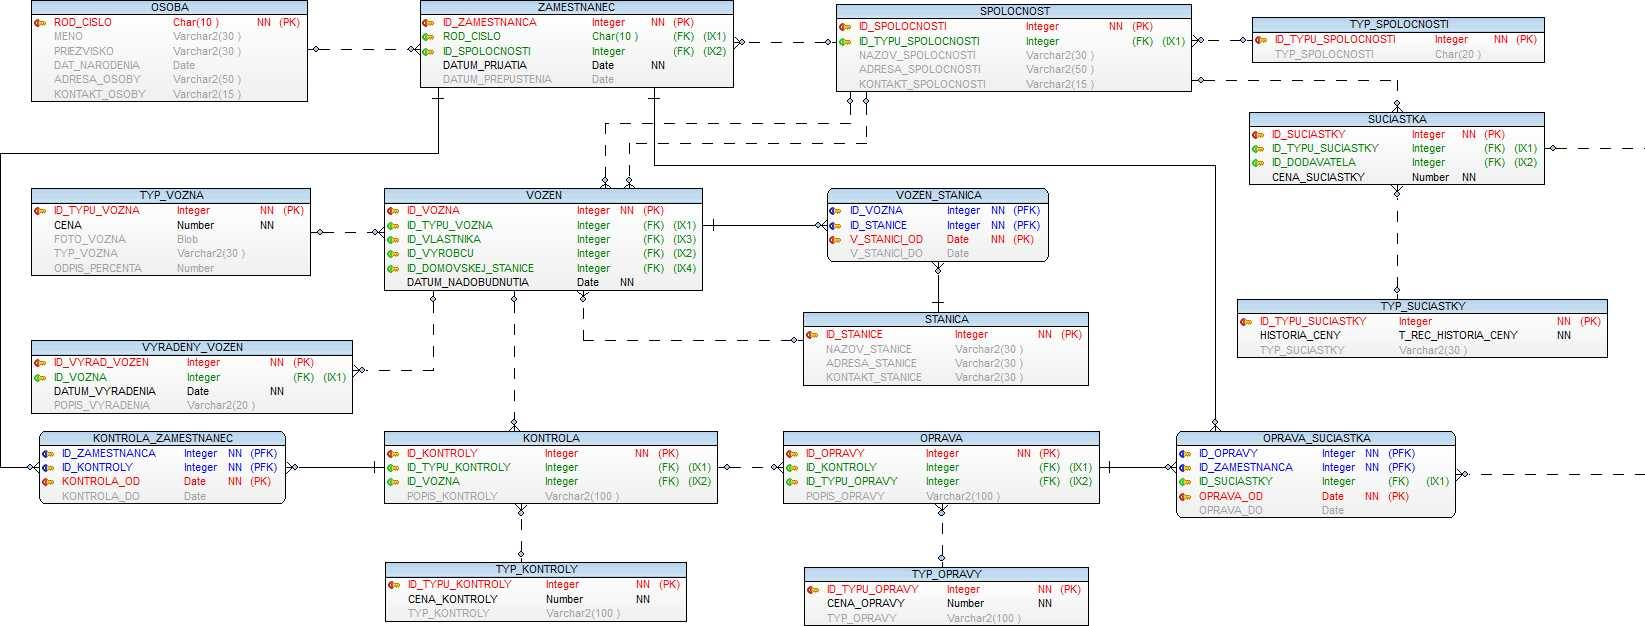 OSOBA
ROD_CISLO Char(10 ) NN (PK)
MENO Varchar2(30 )
PRIEZVISKO Varchar2(30 )
DAT_NARODENIA Date
ADRESA_OSOBY Varchar2(50 )
KONTAKT_OSOBY Varchar2(15 )
ZAMESTNANEC
ID_ZAMESTNANCA Integer NN (PK)
ROD_CISLO Char(10 ) (FK) (IX1)
ID_SPOLOCNOSTI Integer (FK) (IX2)
DATUM_PRIJATIA Date NN
DATUM_PREPUSTENIA Date
SPOLOCNOST
ID_SPOLOCNOSTI Integer NN (PK)
ID_TYPU_SPOLOCNOSTI Integer (FK) (IX1)
NAZOV_SPOLOCNOSTI Varchar2(30 )
ADRESA_SPOLOCNOSTI Varchar2(50 )
KONTAKT_SPOLOCNOSTI Varchar2(15 )
TYP_SPOLOCNOSTI
ID_TYPU_SPOLOCNOSTI Integer NN (PK)
TYP_SPOLOCNOSTI Char(20 )
SUCIASTKA
ID_SUCIASTKY Integer NN (PK)
ID_TYPU_SUCIASTKY Integer (FK) (IX1)
ID_DODAVATELA Integer (FK) (IX2)
CENA_SUCIASTKY Number NN
TYP_VOZNA
ID_TYPU_VOZNA Integer NN (PK)
CENA Number NN
FOTO_VOZNA Blob
TYP_VOZNA Varchar2(30 )
ODPIS_PERCENTA Number
VOZEN
ID_VOZNA Integer NN (PK)
ID_TYPU_VOZNA Integer (FK) (IX1)
ID_VLASTNIKA Integer (FK) (IX3)
ID_VYROBCU Integer (FK) (IX2)
ID_DOMOVSKEJ_STANICE Integer (FK) (IX4)
DATUM_NADOBUDNUTIA Date NN
VOZEN_STANICA
ID_VOZNA Integer NN (PFK)
ID_STANICE Integer NN (PFK)
V_STANICI_OD Date NN (PK)
V_STANICI_DO Date
STANICA
ID_STANICE Integer NN (PK)
NAZOV_STANICE Varchar2(30 )
ADRESA_STANICE Varchar2(30 )
KONTAKT_STANICE Varchar2(30 )
TYP_SUCIASTKY
ID_TYPU_SUCIASTKY Integer NN (PK)
HISTORIA_CENY T_REC_HISTORIA_CENY NN
TYP_SUCIASTKY Varchar2(30 )
VYRADENY_VOZEN
ID_VYRAD_VOZEN Integer NN (PK)
ID_VOZNA Integer (FK) (IX1)
DATUM_VYRADENIA Date NN
POPIS_VYRADENIA Varchar2(20 )
KONTROLA_ZAMESTNANEC
ID_ZAMESTNANCA Integer NN (PFK)
ID_KONTROLY Integer NN (PFK)
KONTROLA_OD Date NN (PK)
KONTROLA_DO Date
KONTROLA
ID_KONTROLY Integer NN (PK)
ID_TYPU_KONTROLY Integer (FK) (IX1)
ID_VOZNA Integer (FK) (IX2)
POPIS_KONTROLY Varchar2(100 )
OPRAVA
ID_OPRAVY Integer NN (PK)
ID_KONTROLY Integer (FK) (IX1)
ID_TYPU_OPRAVY Integer (FK) (IX2)
POPIS_OPRAVY Varchar2(100 )
OPRAVA_SUCIASTKA
ID_OPRAVY Integer NN (PFK)
ID_ZAMESTNANCA Integer NN (PFK)
ID_SUCIASTKY Integer (FK) (IX1)
OPRAVA_OD Date NN (PK)
OPRAVA_DO Date
TYP_KONTROLY
ID_TYPU_KONTROLY Integer NN (PK)
CENA_KONTROLY Number NN
TYP_KONTROLY Varchar2(100 )
TYP_OPRAVY
ID_TYPU_OPRAVY Integer NN (PK)
CENA_OPRAVY Number NN
TYP_OPRAVY Varchar2(100 )